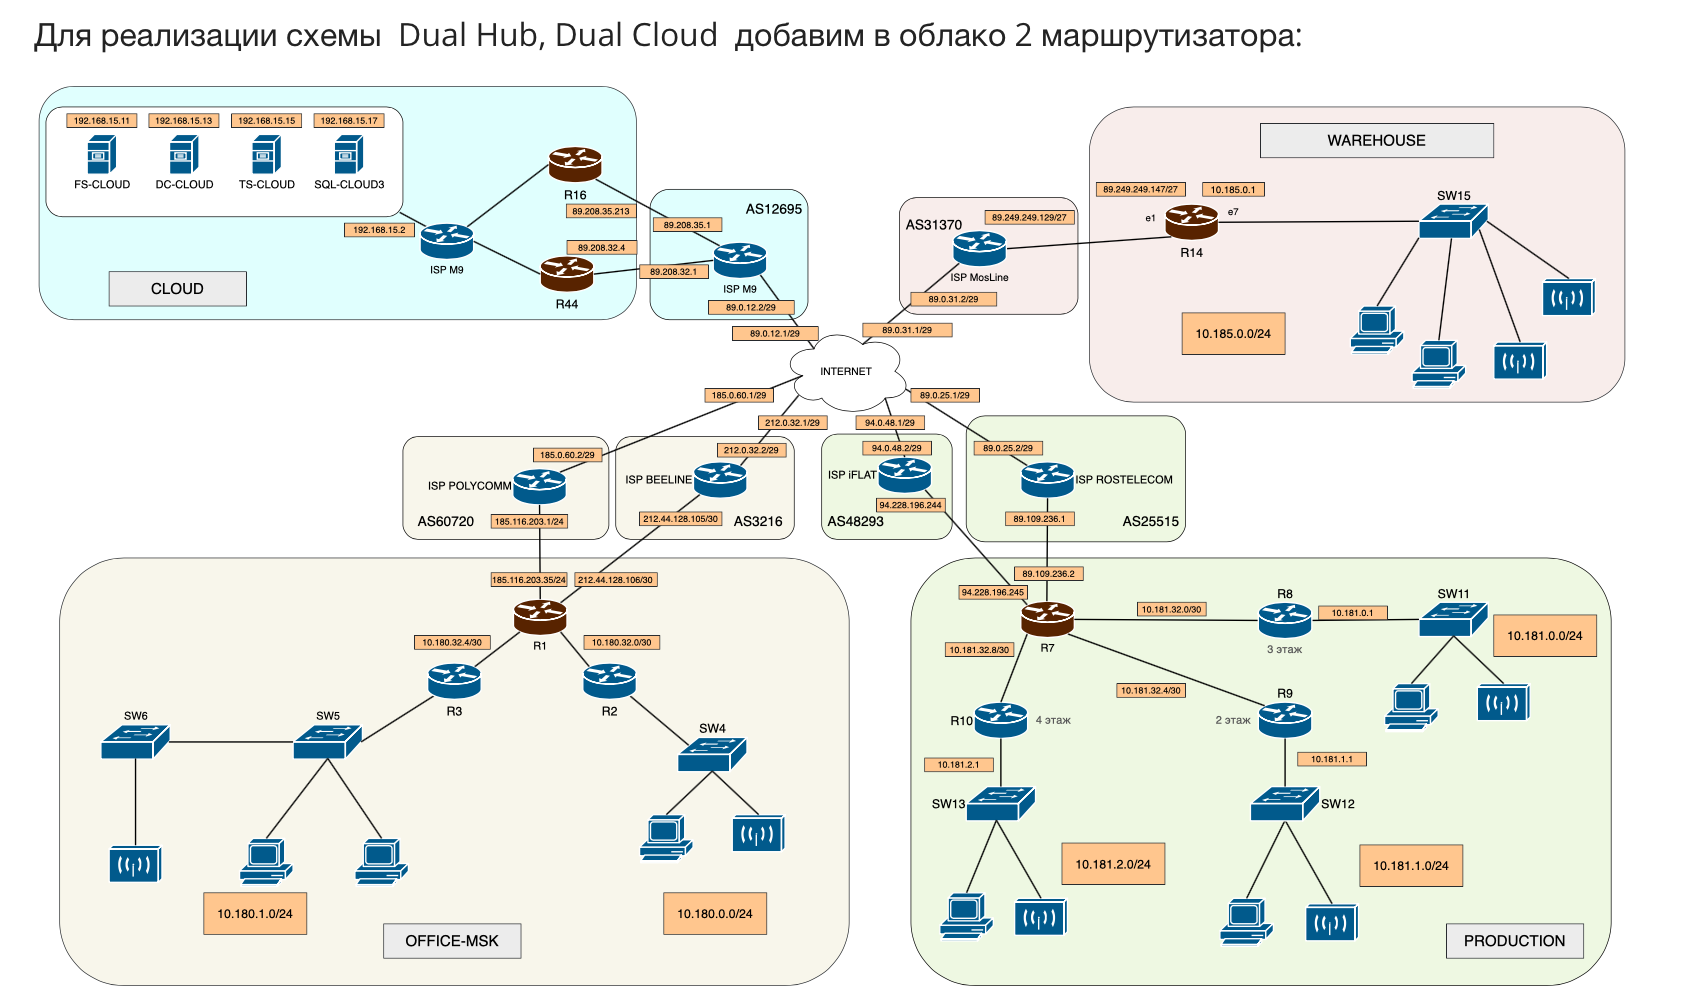 Для реализации схемы Dual Hub, Dual Cloud добавим в облако 2 маршрутизатора:
192.168.15.11
192.168.15.13
192.168.15.15
192.168.15.17
FS-CLOUD
DC-CLOUD
TS-CLOUD
SQL-CLOUD3
192.168.15.2
ISP M9
CLOUD
R16
89.208.35.213
89.208.32.4
R44
AS12695
89.208.35.1
89.208.32.1
ISP M9
89.0.12.2/29
89.0.12.1/29
AS31370
89.249.249.129/27
ISP MosLine
89.0.31.2/29
89.0.31.1/29
WAREHOUSE
89.249.249.147/27
10.185.0.1
e1
e7
R14
SW15
10.185.0.0/24
INTERNET
185.0.60.1/29
212.0.32.1/29
94.0.48.1/29
89.0.25.1/29
185.0.60.2/29
ISP POLYCOMM
AS60720
185.116.203.1/24
212.0.32.2/29
ISP BEELINE
212.44.128.105/30
AS3216
94.0.48.2/29
ISP iFLAT
94.228.196.244
AS48293
89.0.25.2/29
ISP ROSTELECOM
89.109.236.1
AS25515
185.116.203.35/24
212.44.128.106/30
R1
10.180.32.4/30
10.180.32.0/30
R3
R2
SW6
SW5
SW4
10.180.1.0/24
10.180.0.0/24
OFFICE-MSK
89.109.236.2
94.228.196.245
R7
10.181.32.0/30
R8
3 этаж
10.181.0.1
SW11
10.181.0.0/24
10.181.32.8/30
10.181.32.4/30
R10
4 этаж
2 этаж
R9
10.181.2.1
10.181.1.1
SW13
SW12
10.181.2.0/24
10.181.1.0/24
PRODUCTION